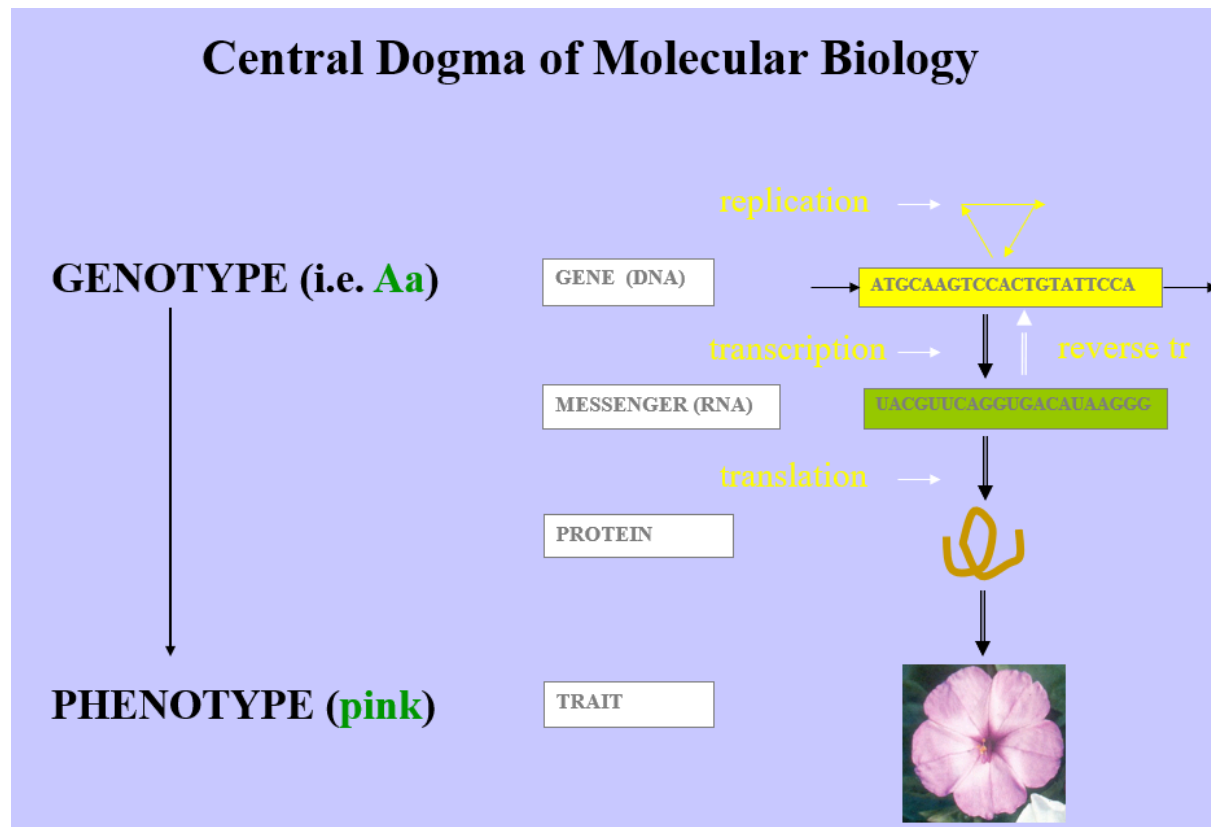 Central Dogma of Molecular Biology
replication
GENOTYPE (i.e. Aa)
GENE (DNA)
ATGCAAGTCCACTGTATTCCA
transcription
reverse tr
MESSENGER (RNA)
UACGUUCAGGUGACAUAAGGG
translation
PROTEIN
PHENOTYPE (pink)
TRAIT